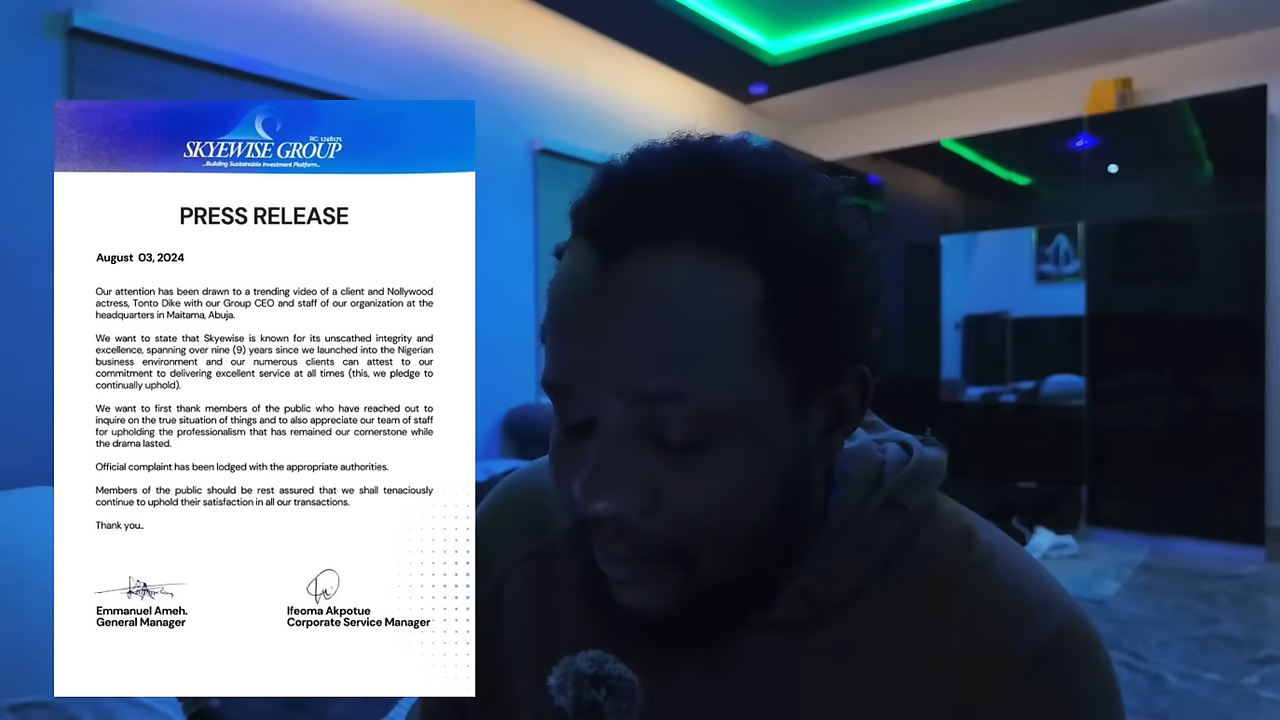 RC: 1748173
SKYEWISE GROUP
...Building Sustainable Investment Platform...
PRESS RELEASE
August 03, 2024
Our attention has been drawn to a trending video of a client and Nollywood
actress, Tonto Dike with our Group CEO and staff of our organization at the
headquarters in Maitama, Abuja.
We want to state that Skyewise is known for its unscathed integrity and
excellence, spanning over nine (9) years since we launched into the Nigerian
business environment and our numerous clients can attest to our
commitment to delivering excellent service at all times (this, we pledge to
continually uphold).
We want to first thank members of the public who have reached out to
inquire on the true situation of things and to also appreciate our team of staff
for upholding the professionalism that has remained our cornerstone while
the drama lasted.
Official complaint has been lodged with the appropriate authorities.
Members of the public should be rest assured that we shall tenaciously
continue to uphold their satisfaction in all our transactions.
Thank you..
Emmanuel Ameh.
General Manager
Ifeoma Akpotue
Corporate Service Manager